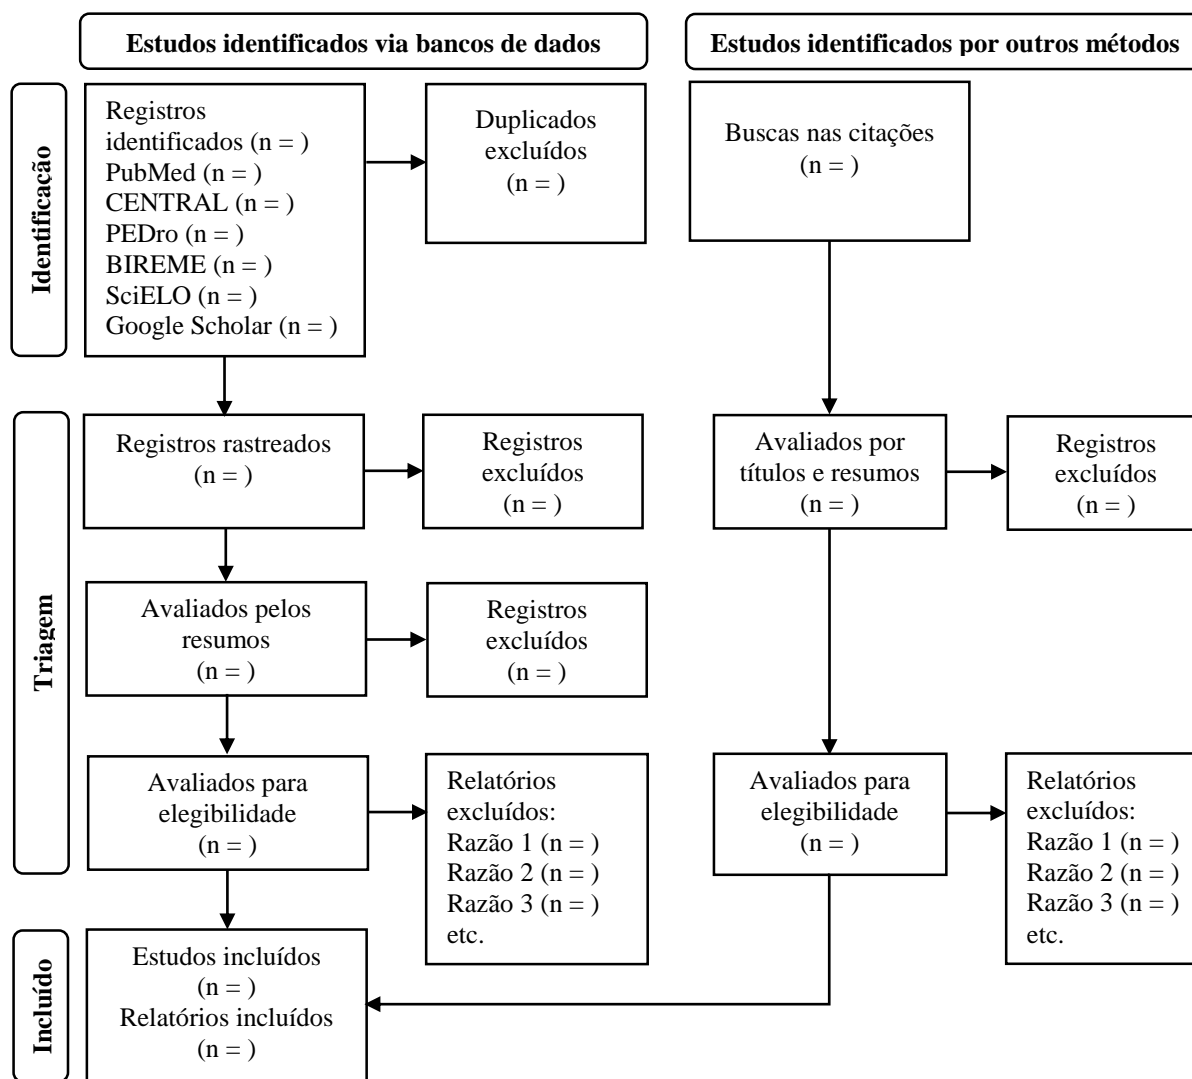 Estudos identificados via bancos de dados
Estudos identificados por outros métodos
Identificação
Registros
identificados (n = )
PubMed (n = )
CENTRAL (n = )
PEDro (n = )
BIREME (n = )
SciELO (n = )
Google Scholar (n = )
Duplicados
excluídos
(n = )
Buscas nas citações
(n = )
Triagem
Registros rastreados
(n = )
Registros
excluídos
(n = )
Avaliados por
títulos e resumos
(n = )
Registros
excluídos
(n = )
Avaliados pelos
resumos
(n = )
Registros
excluídos
(n = )
Avaliados para
elegibilidade
(n = )
Relatórios
excluídos:
Razão 1 (n = )
Razão 2 (n = )
Razão 3 (n = )
etc.
Avaliados para
elegibilidade
(n = )
Relatórios
excluídos:
Razão 1 (n = )
Razão 2 (n = )
Razão 3 (n = )
etc.
Incluído
Estudos incluídos
(n = )
Relatórios incluídos
(n = )